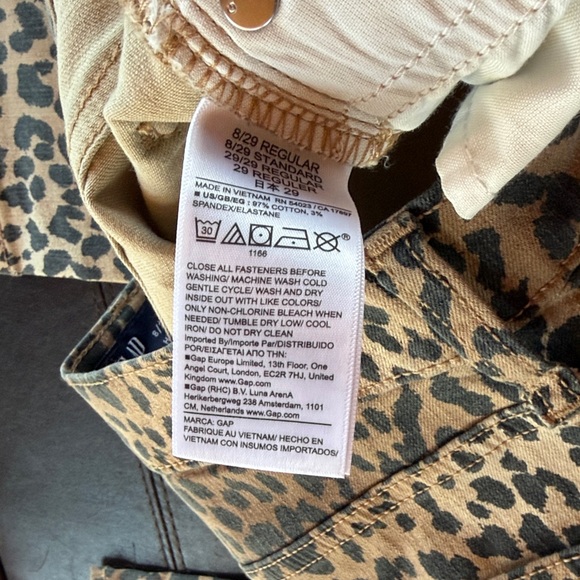 8/29 REGULAR
8/29 STANDARD
29/29 REGULER
29 REGULER
日本 29
MADE IN VIETNAM RN 54023 / CA 17897
■ US/GB/EG : 97% COTTON, 3%
SPANDEX/ELASTANE
30
®
1166
CLOSE ALL FASTENERS BEFORE
WASHING/ MACHINE WASH COLD
GENTLE CYCLE/ WASH AND DRY
INSIDE OUT WITH LIKE COLORS/
ONLY NON-CHLORINE BLEACH WHEN
NEEDED/ TUMBLE DRY LOW/ COOL
IRON/ DO NOT DRY CLEAN
Imported By/Importe Par/DISTRIBUIDO
POR/ΕΙΣΑΓΕΤΑΙ ΑΠΟ ΤΗΝ:
■Gap Europe Limited, 13th Floor, One
Angel Court, London, EC2R 7HJ, United
Kingdom www.Gap.com
■Gap (RHC) B.V. Luna ArenA
Herikerbergweg 238 Amsterdam, 1101
CM, Netherlands www.Gap.com
MARCA: GAP
FABRIQUE AU VIETNAM/ HECHO EN
VIETNAM CON INSUMOS IMPORTADOS/